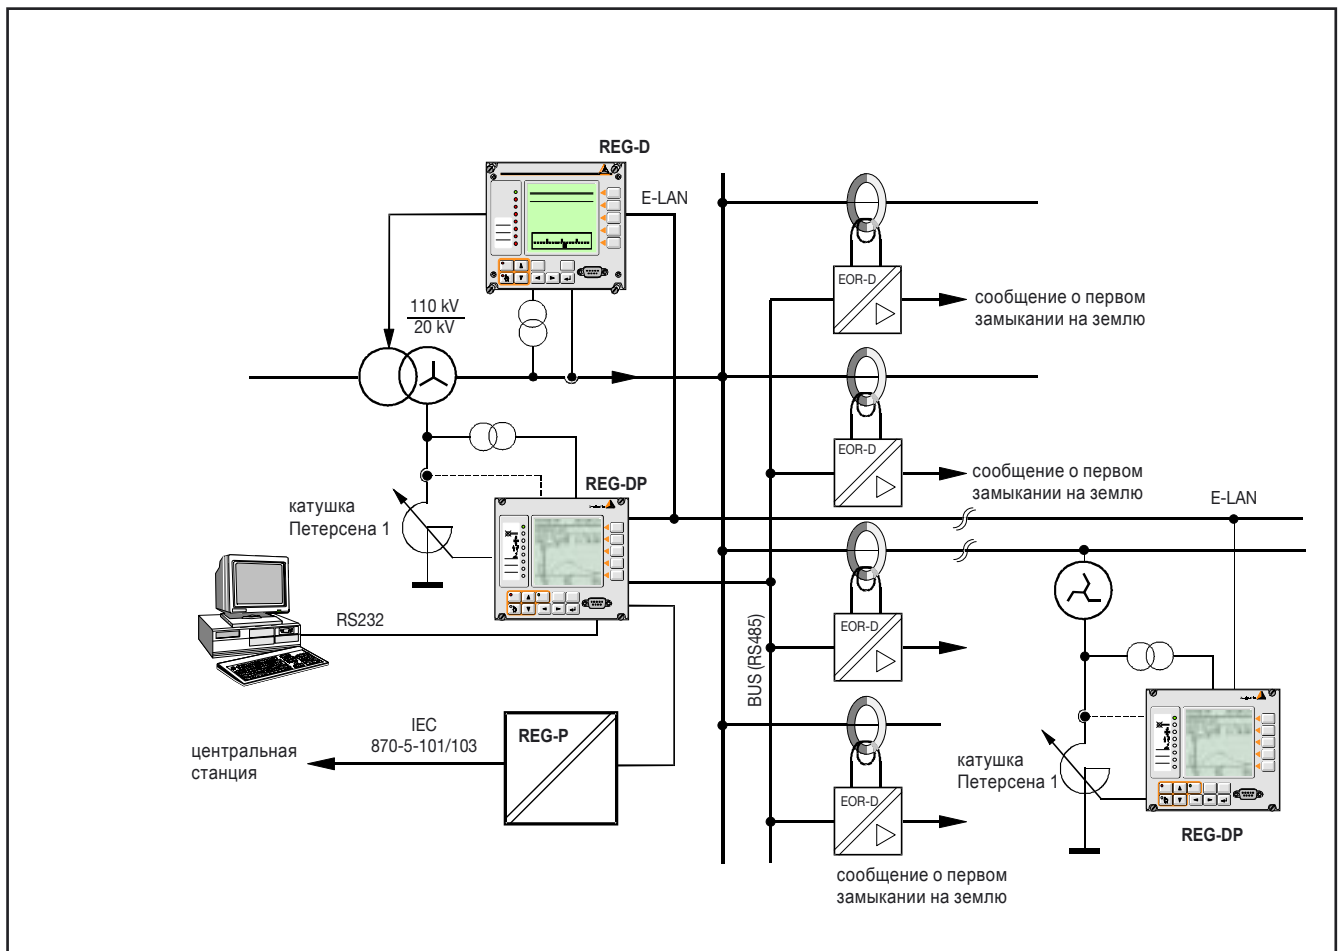 REG-D
E-LAN
110 kV
20 kV
EOR-D
сообщение о первом
замыкании на землю
EOR-D
сообщение о первом
замыкании на землю
REG-DP
катушка
Петерсена 1
E-LAN
RS232
EOR-D
BUS (RS485)
IEC
870-5-101/103
REG-P
центральная
станция
EOR-D
сообщение о первом
замыкании на землю
катушка
Петерсена 1
REG-DP